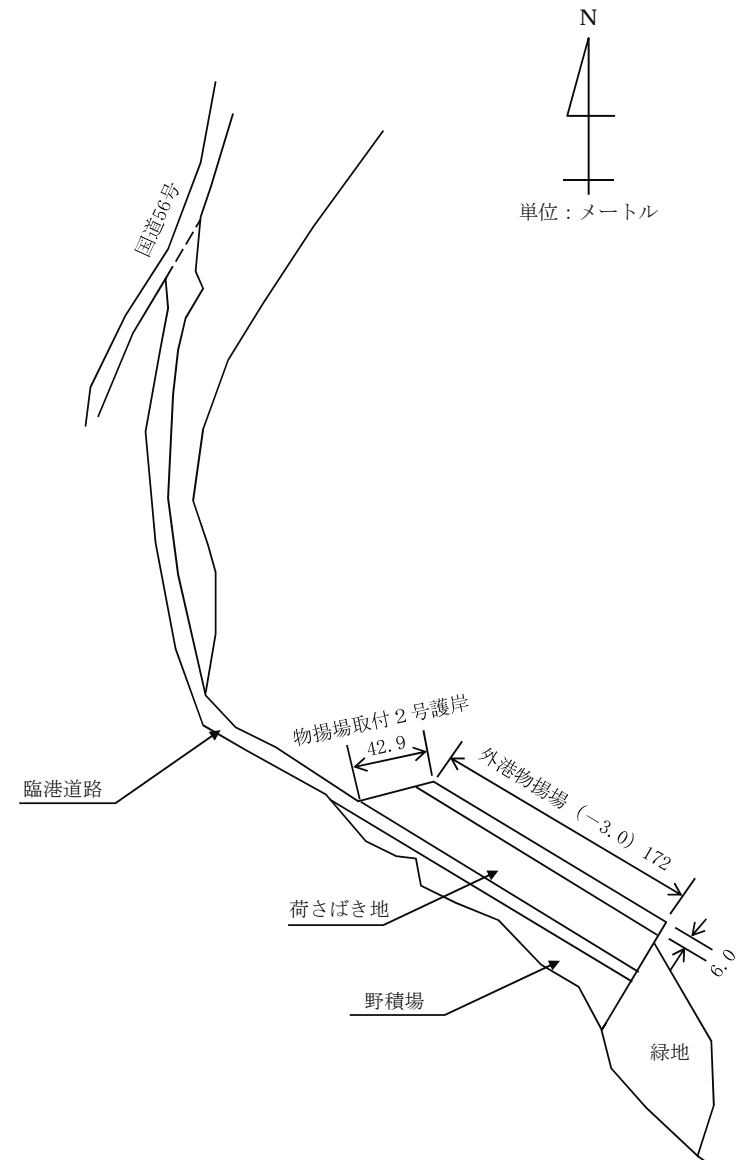 N
単位：メートル
国道56号
物揚場取付２号護岸
42.9
外港物揚場（−3.0）172
臨港道路
荷さばき地
6.0
野積場
緑地